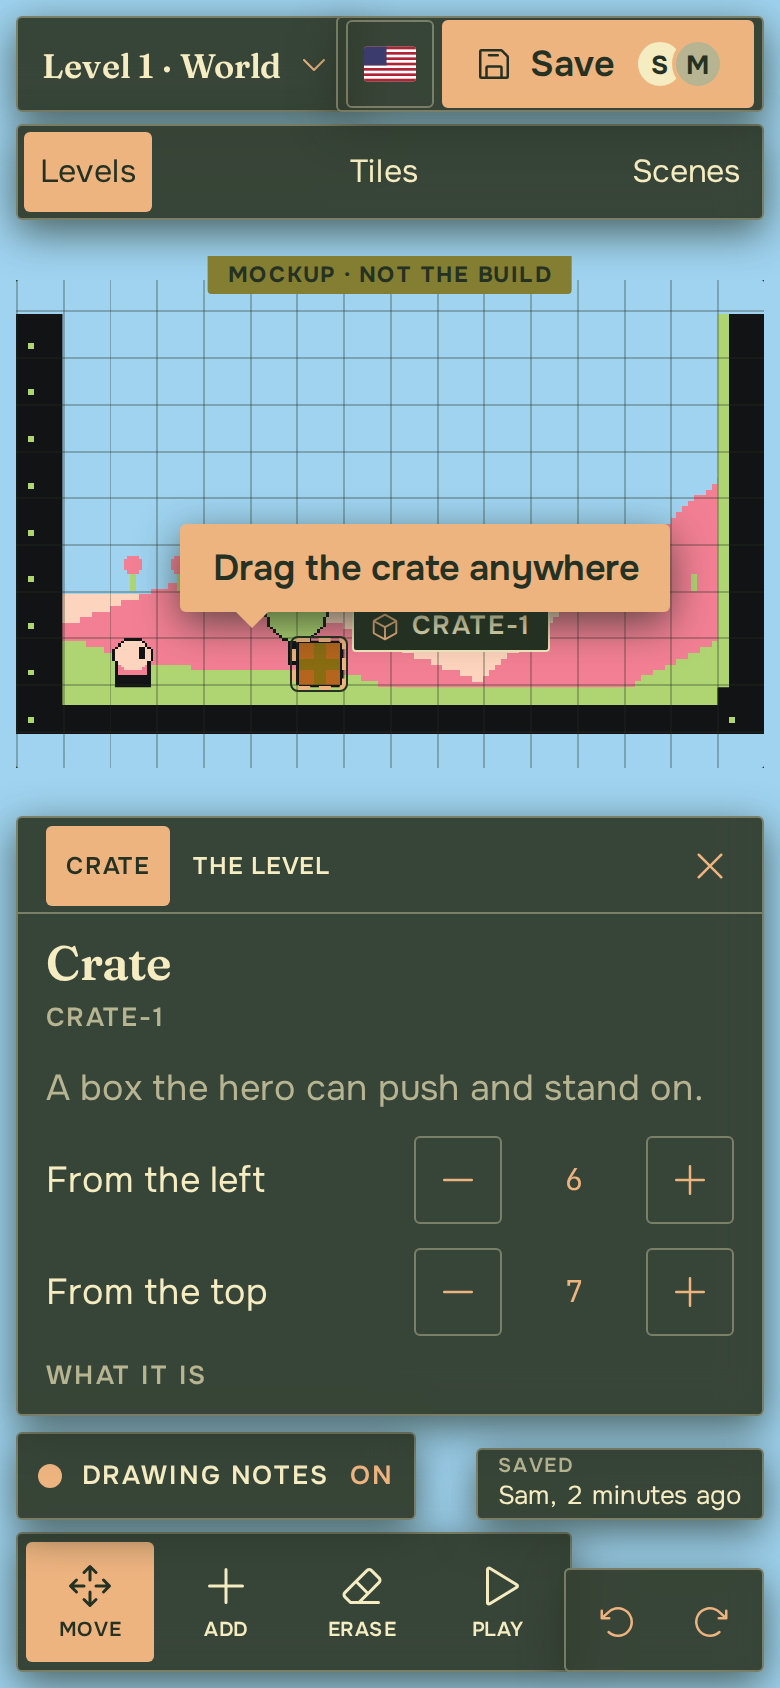 Level 1 · World
Save
S
M
Levels
Tiles
Scenes
MOCKUP · NOT THE BUILD
Drag the crate anywhere
CRATE-1
CRATE
THE LEVEL
Crate
CRATE-1
A box the hero can push and stand on.
From the left
6
From the top
7
WHAT IT IS
DRAWING NOTES ON
SAVED
Sam, 2 minutes ago
MOVE
ADD
ERASE
PLAY